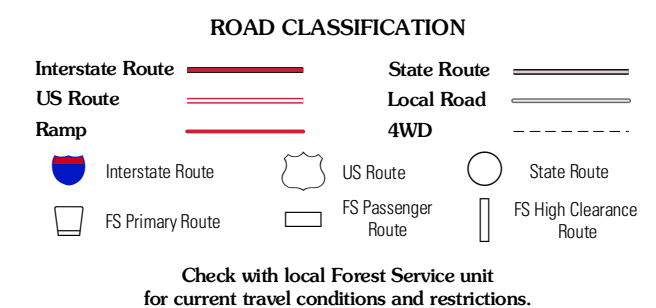 ROAD CLASSIFICATION
Interstate Route
State Route
US Route
Local Road
Ramp
4WD
Interstate Route
US Route
State Route
FS Primary Route
FS Passenger
Route
FS High Clearance
Route
Check with local Forest Service unit
for current travel conditions and restrictions.